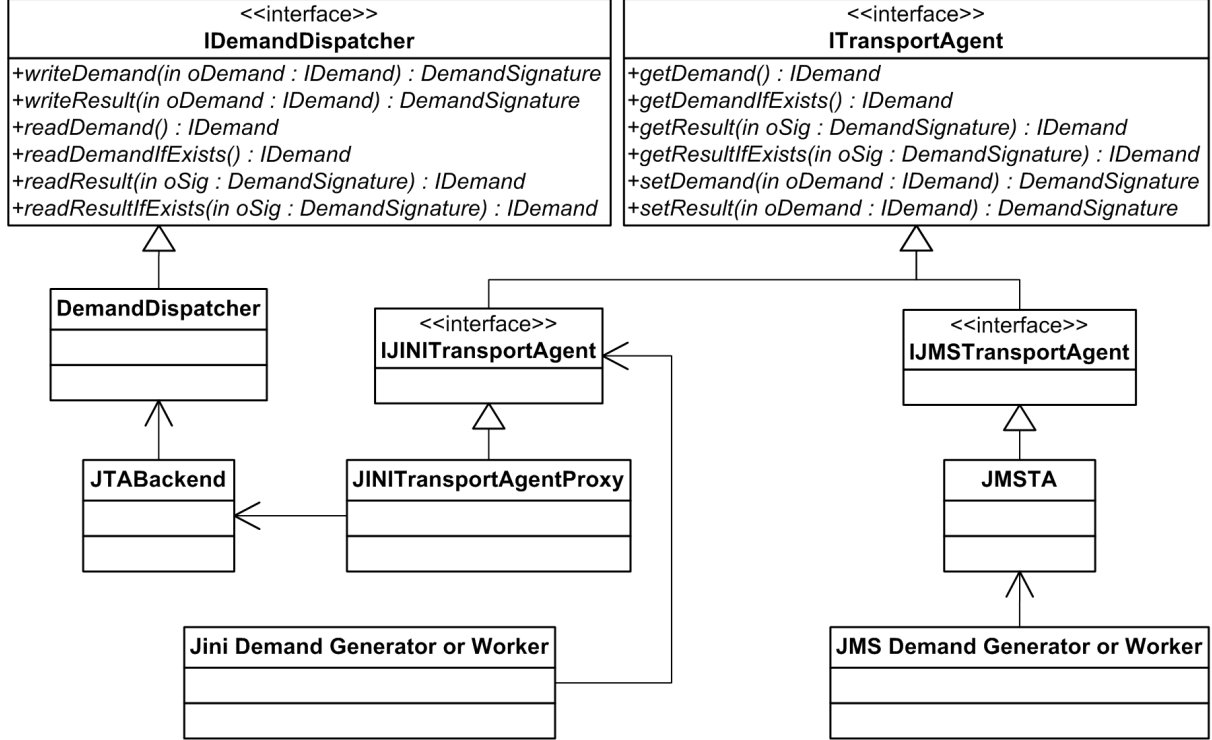 <<interface>>
IDemandDispatcher
+writeDemand(in oDemand : IDemand) : DemandSignature
+writeResult(in oDemand : IDemand) : DemandSignature
+readDemand() : IDemand
+readDemandIfExists() : IDemand
+readResult(in oSig : DemandSignature) : IDemand
+readResultIfExists(in oSig : DemandSignature) : IDemand
<<interface>>
ITransportAgent
+getDemand() : IDemand
+getDemandIfExists() : IDemand
+getResult(in oSig : DemandSignature) : IDemand
+getResultIfExists(in oSig : DemandSignature) : IDemand
+setDemand(in oDemand : IDemand) : DemandSignature
+setResult(in oDemand : IDemand) : DemandSignature
DemandDispatcher
<<interface>>
IJINITransportAgent
<<interface>>
IJMSTransportAgent
JTABackend
JINITransportAgentProxy
JMSTA
Jini Demand Generator or Worker
JMS Demand Generator or Worker